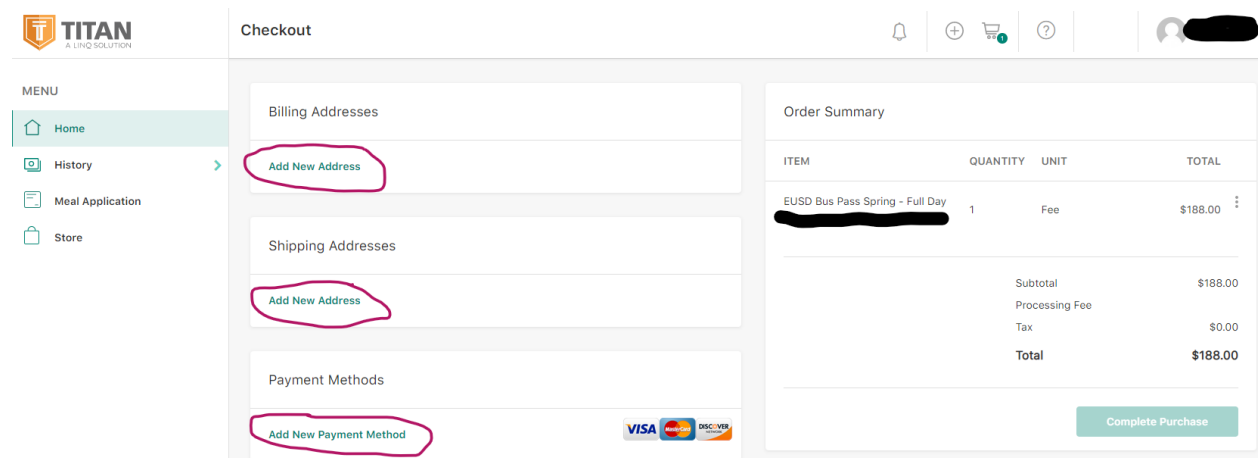 TITAN
A LINQ SOLUTION
Checkout
1
MENU
Home
History
Meal Application
Store
Billing Addresses
Add New Address
Shipping Addresses
Add New Address
Payment Methods
Add New Payment Method
VISA MasterCard DISCOVER
Order Summary
ITEM QUANTITY UNIT TOTAL
EUSD Bus Pass Spring - Full Day 1 Fee $188.00
Subtotal $188.00
Processing Fee
Tax $0.00
Total $188.00
Complete Purchase